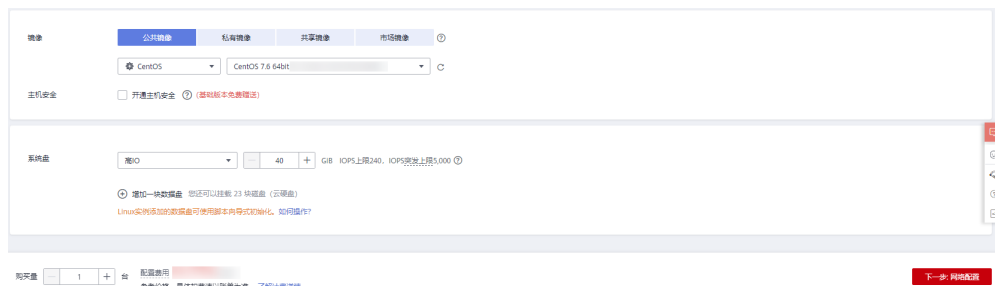 镜像 公共镜像 私有镜像 共享镜像 市场镜像
CentOS CentOS 7.6 64bit
主机安全 开通主机安全 (基础版本免费赠送)
系统盘 高IO 40 GIB IOPS上限240，IOPS突发上限5,000
增加一块数据盘 您还可以挂载 23 块磁盘（云硬盘）
Linux实例添加的数据盘可使用脚本向导式初始化。如何操作?
购买量 1 台 配置费用 下一步: 网络配置